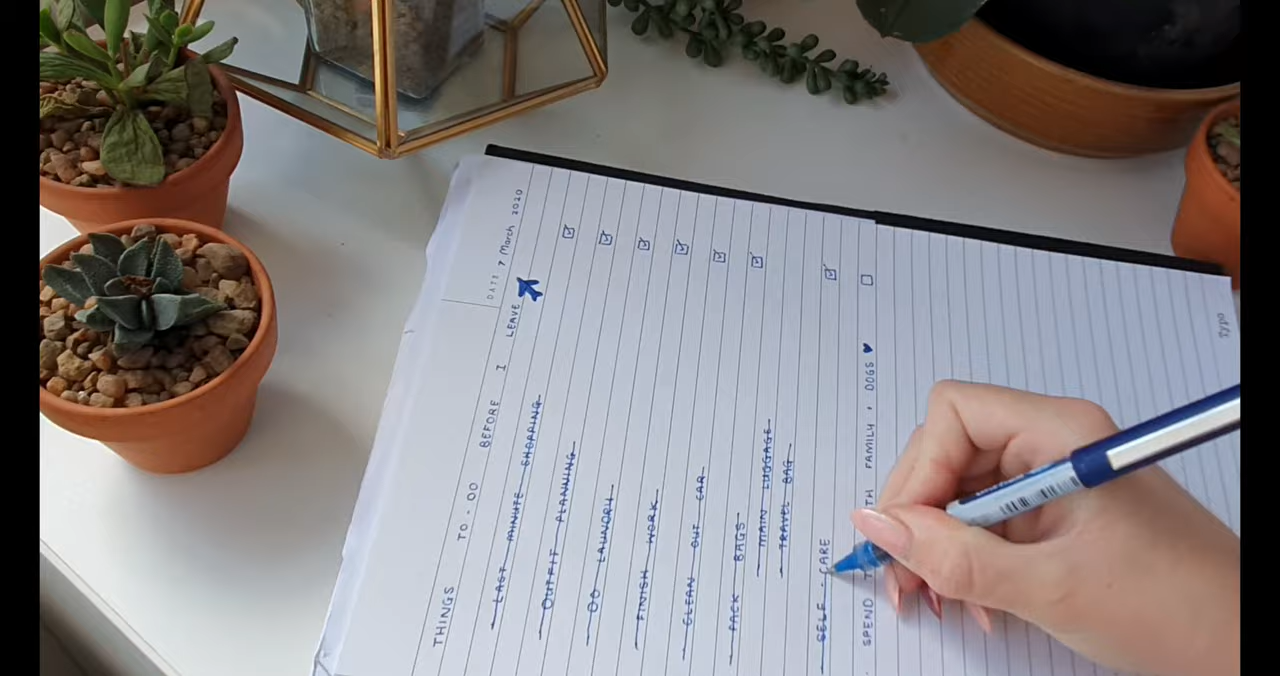 DATE 7 March 2020
THINGS TO-DO BEFORE I LEAVE
- LAST MINUTE SHOPPING
- OUTFIT PLANNING
- DO LAUNDRY
- FINISH WORK
- CLEAN OUT CAR
- PACK BAGS
- MAIN LUGGAGE
- TRAVEL BAG
- SELF-CARE
SPEND FAMILY, DOGS ♥
Typo